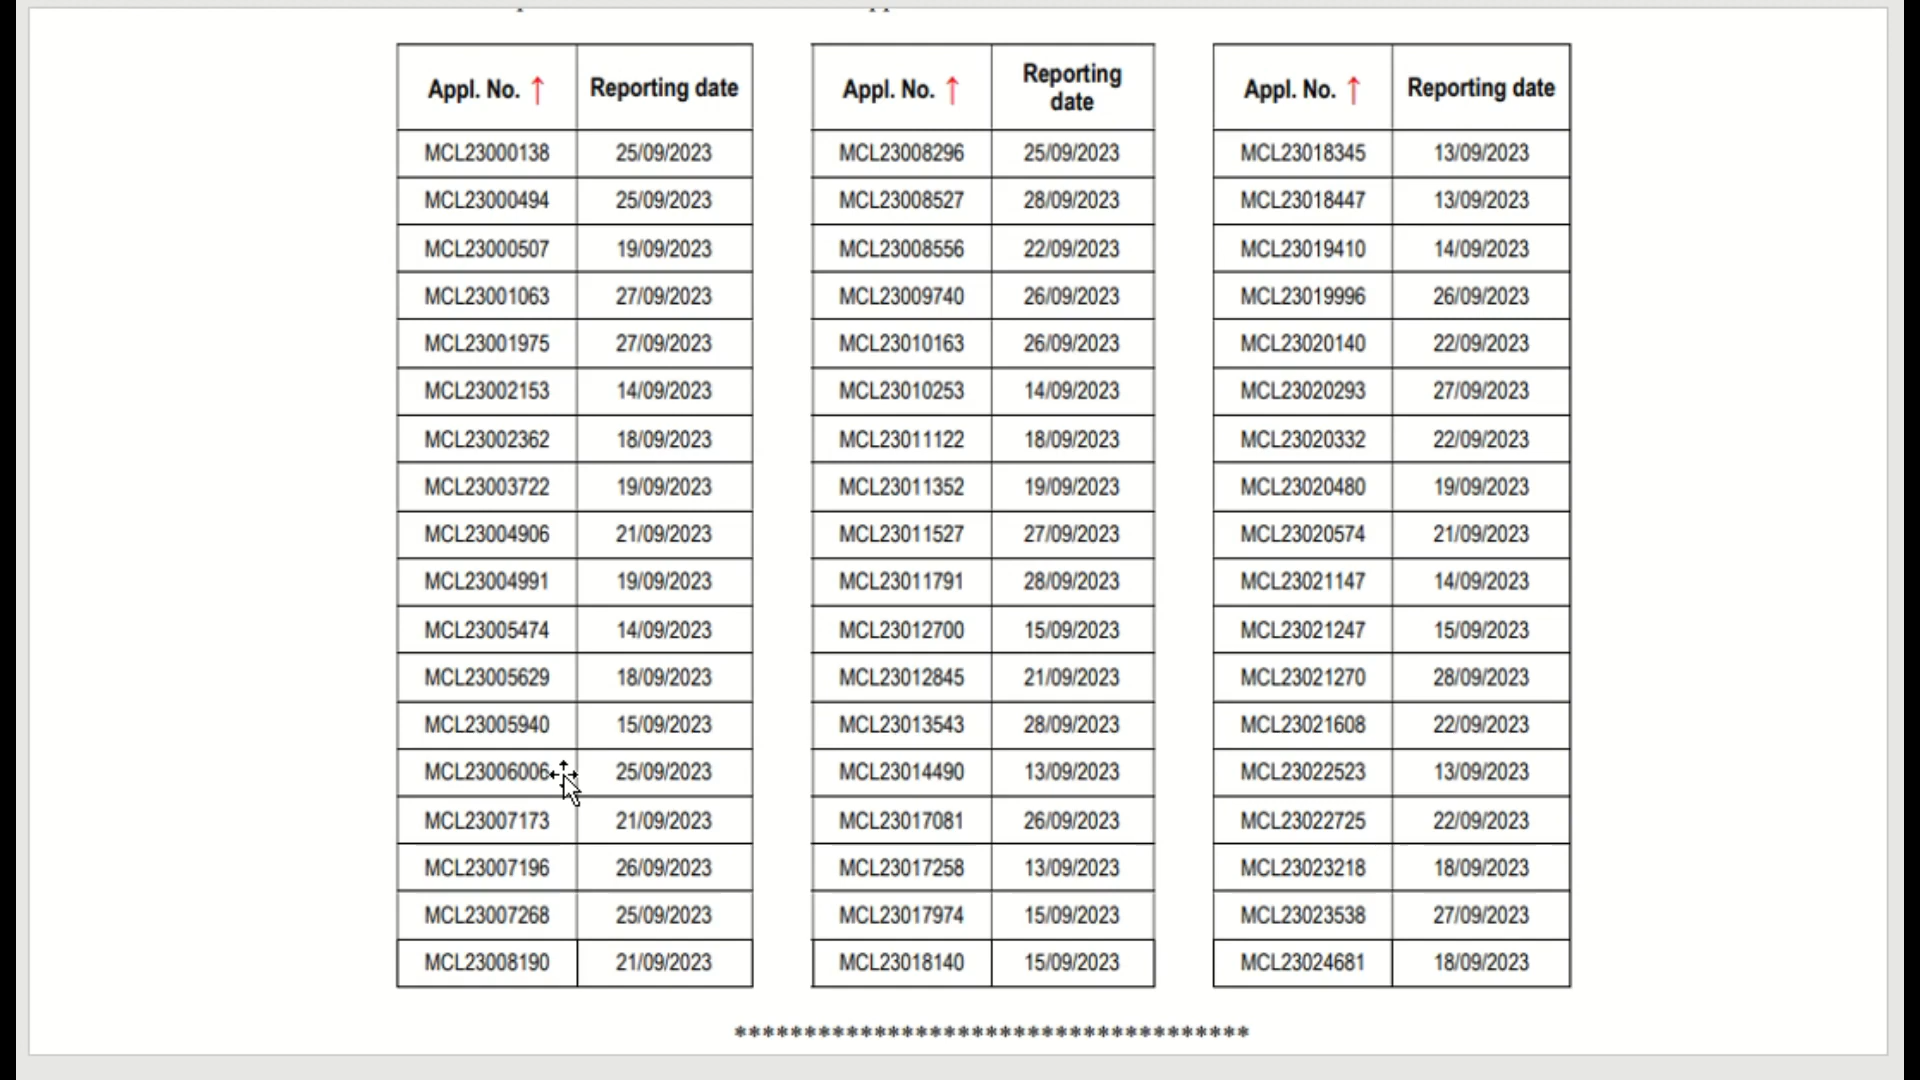 Appl. No. ↑ Reporting date
MCL23000138 25/09/2023
MCL23000494 25/09/2023
MCL23000507 19/09/2023
MCL23001063 27/09/2023
MCL23001975 27/09/2023
MCL23002153 14/09/2023
MCL23002362 18/09/2023
MCL23003722 19/09/2023
MCL23004906 21/09/2023
MCL23004991 19/09/2023
MCL23005474 14/09/2023
MCL23005629 18/09/2023
MCL23005940 15/09/2023
MCL23006006 25/09/2023
MCL23007173 21/09/2023
MCL23007196 26/09/2023
MCL23007268 25/09/2023
MCL23008190 21/09/2023
Appl. No. ↑ Reporting
date
MCL23008296 25/09/2023
MCL23008527 28/09/2023
MCL23008556 22/09/2023
MCL23009740 26/09/2023
MCL23010163 26/09/2023
MCL23010253 14/09/2023
MCL23011122 18/09/2023
MCL23011352 19/09/2023
MCL23011527 27/09/2023
MCL23011791 28/09/2023
MCL23012700 15/09/2023
MCL23012845 21/09/2023
MCL23013543 28/09/2023
MCL23014490 13/09/2023
MCL23017081 26/09/2023
MCL23017258 13/09/2023
MCL23017974 15/09/2023
MCL23018140 15/09/2023
Appl. No. ↑ Reporting date
MCL23018345 13/09/2023
MCL23018447 13/09/2023
MCL23019410 14/09/2023
MCL23019996 26/09/2023
MCL23020140 22/09/2023
MCL23020293 27/09/2023
MCL23020332 22/09/2023
MCL23020480 19/09/2023
MCL23020574 21/09/2023
MCL23021147 14/09/2023
MCL23021247 15/09/2023
MCL23021270 28/09/2023
MCL23021608 22/09/2023
MCL23022523 13/09/2023
MCL23022725 22/09/2023
MCL23023218 18/09/2023
MCL23023538 27/09/2023
MCL23024681 18/09/2023
*************************************